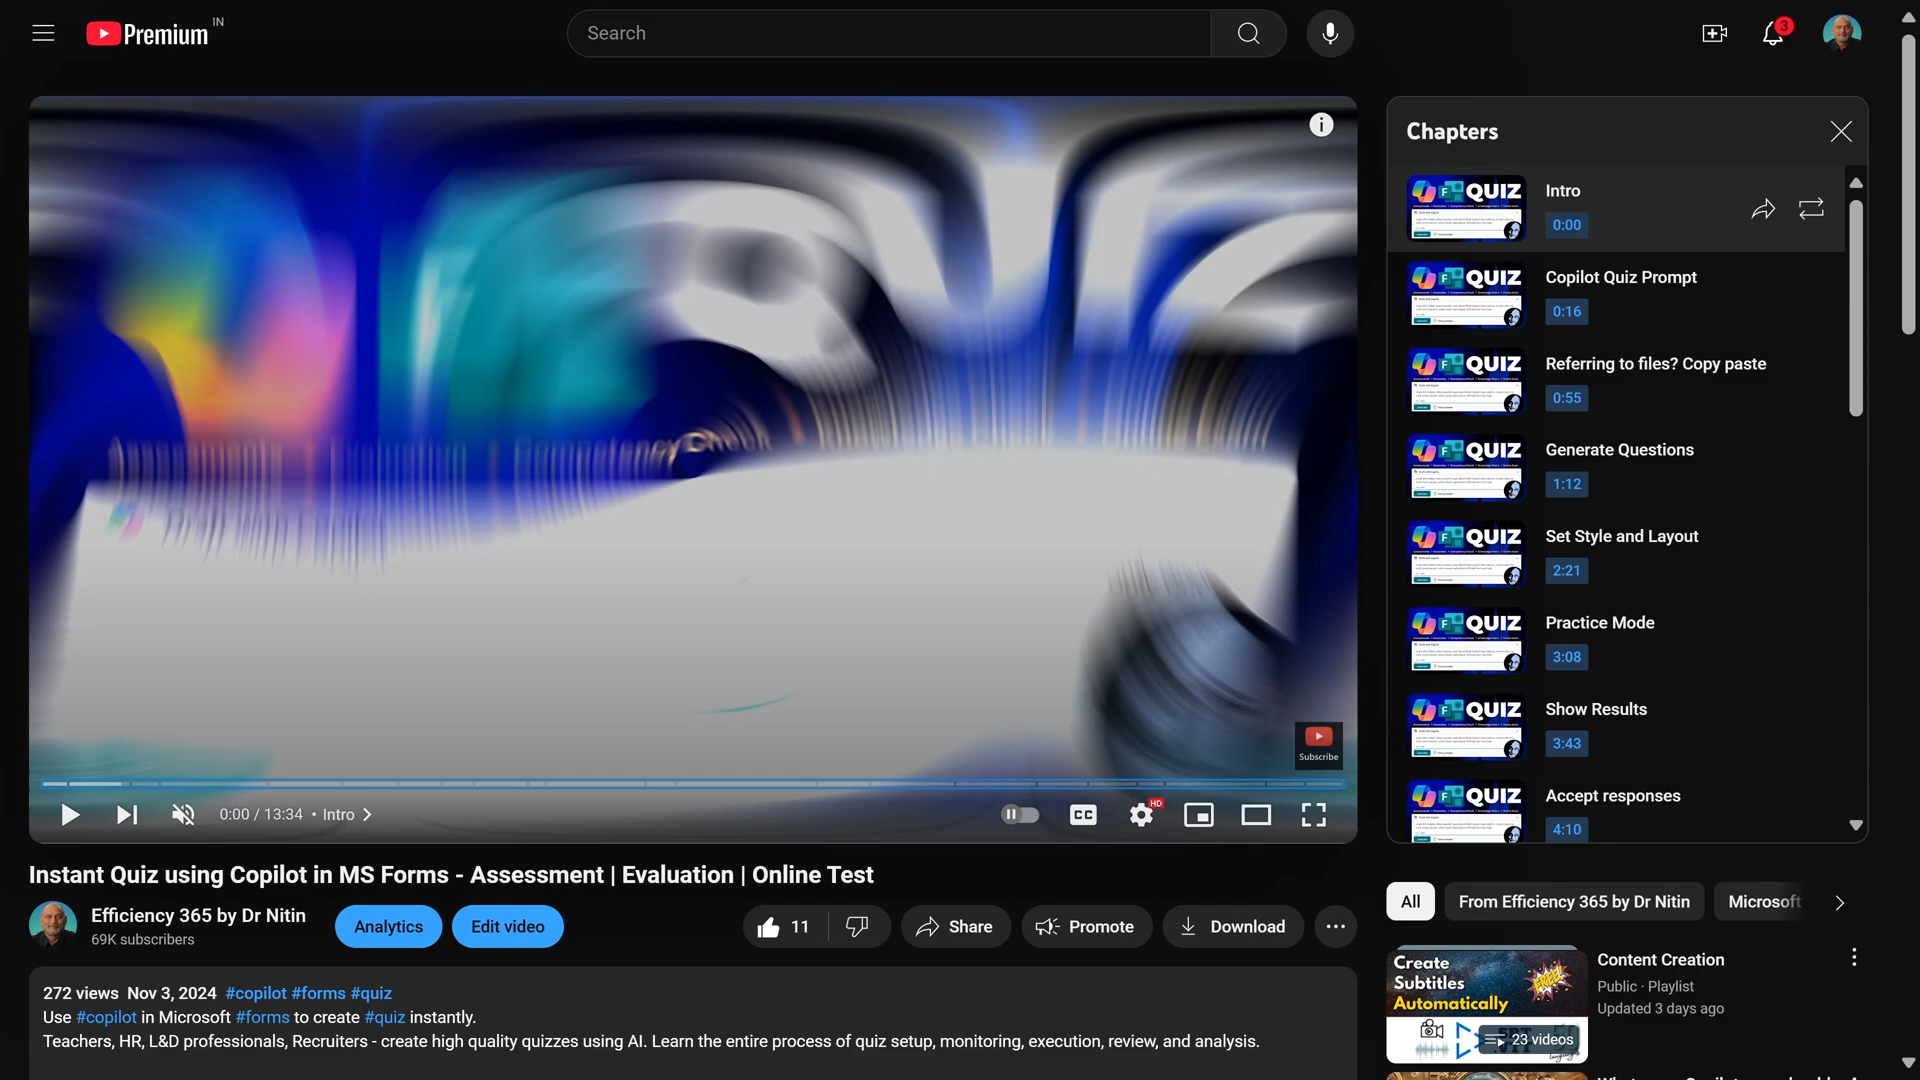 Premium IN
Search
3
Assessment • Evaluation • Competency Check
Subscribe
0:00 / 13:34 • Intro
CC
HD
Chapters
QUIZ
Intro
0:00
QUIZ
Copilot Quiz Prompt
0:16
QUIZ
Referring to files? Copy paste
0:55
QUIZ
Generate Questions
1:12
QUIZ
Set Style and Layout
2:21
QUIZ
Practice Mode
3:08
QUIZ
Show Results
3:43
QUIZ
Accept responses
4:10
Instant Quiz using Copilot in MS Forms - Assessment | Evaluation | Online Test
Efficiency 365 by Dr Nitin
69K subscribers
Analytics
Edit video
11
Share
Promote
Download
272 views Nov 3, 2024 #copilot #forms #quiz
Use #copilot in Microsoft #forms to create #quiz instantly.
Teachers, HR, L&D professionals, Recruiters - create high quality quizzes using AI. Learn the entire process of quiz setup, monitoring, execution, review, and analysis.
All
From Efficiency 365 by Dr Nitin
Microsoft
Create
Subtitles
Automatically
FREE
23 videos
Content Creation
Public · Playlist
Updated 3 days ago